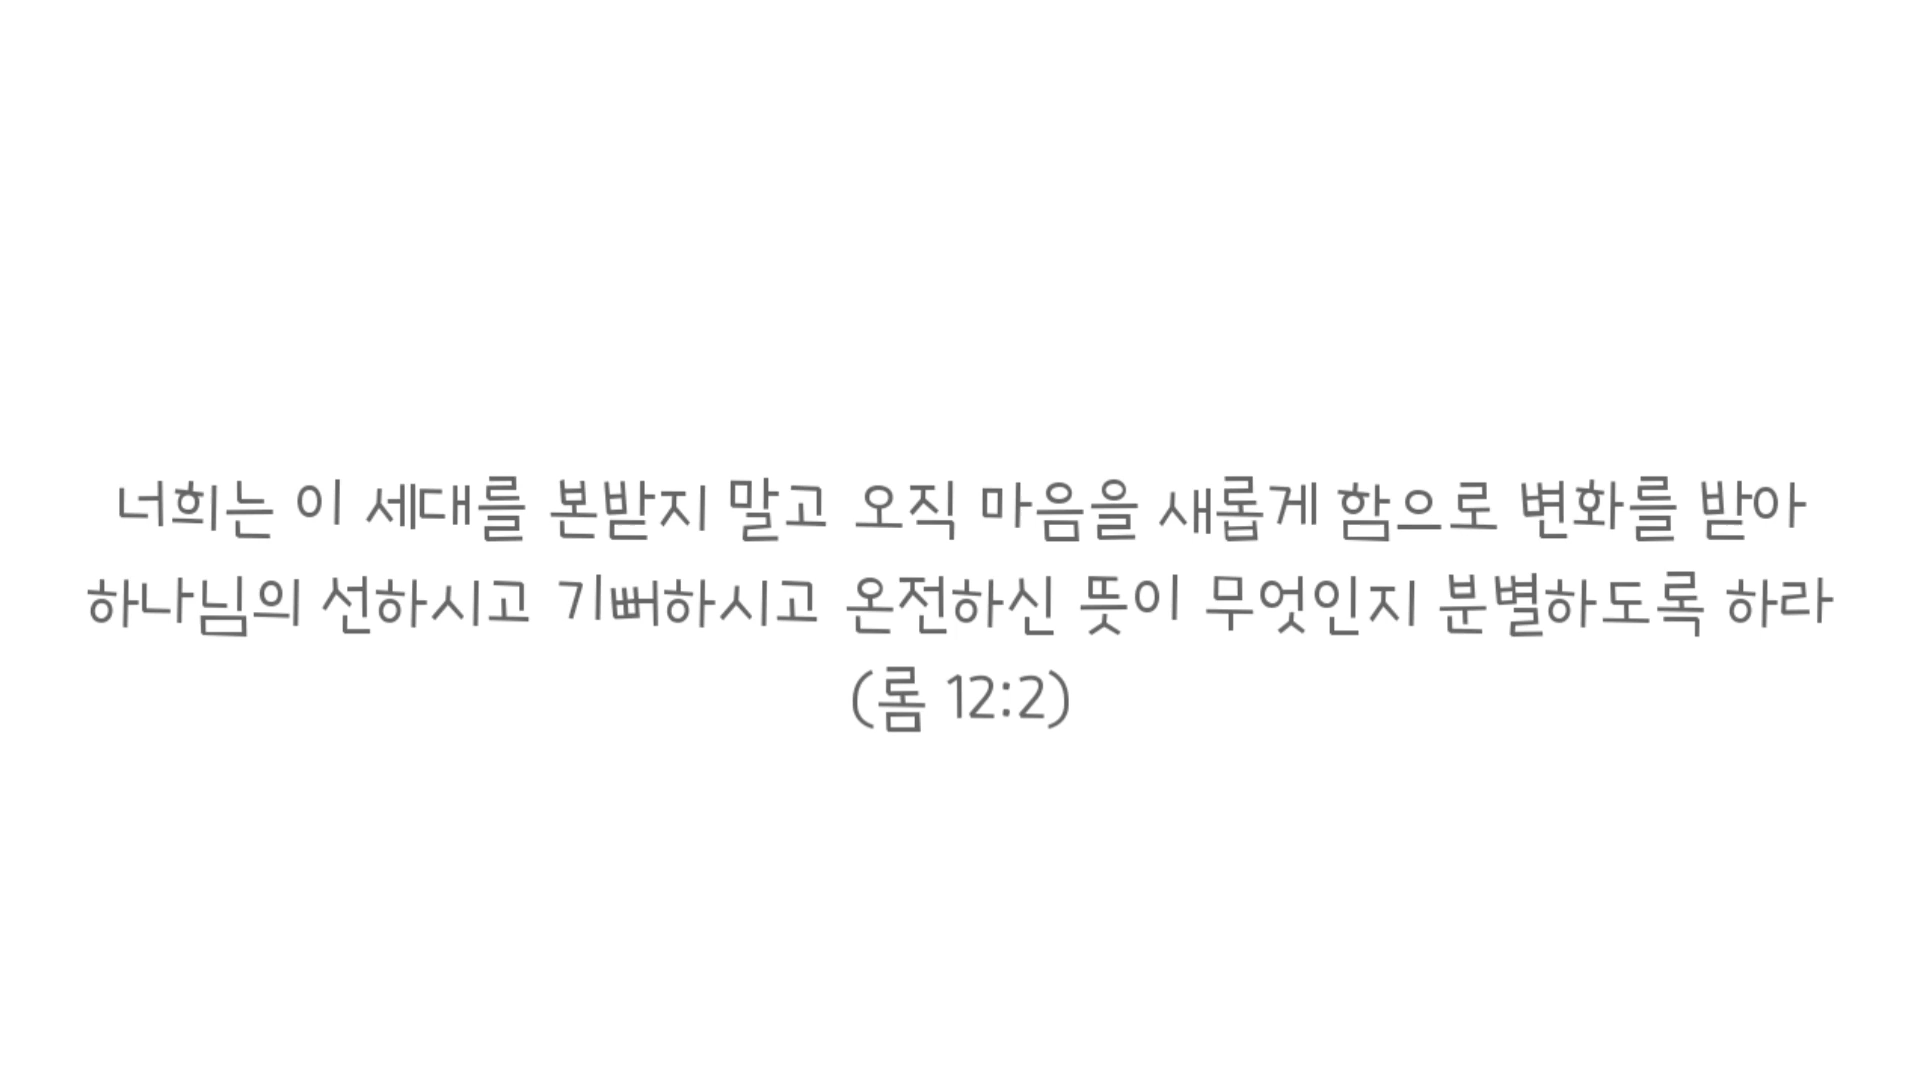 너희는 이 세대를 본받지 말고 오직 마음을 새롭게 함으로 변화를 받아
하나님의 선하시고 기뻐하시고 온전하신 뜻이 무엇인지 분별하도록 하라
(롬 12:2)